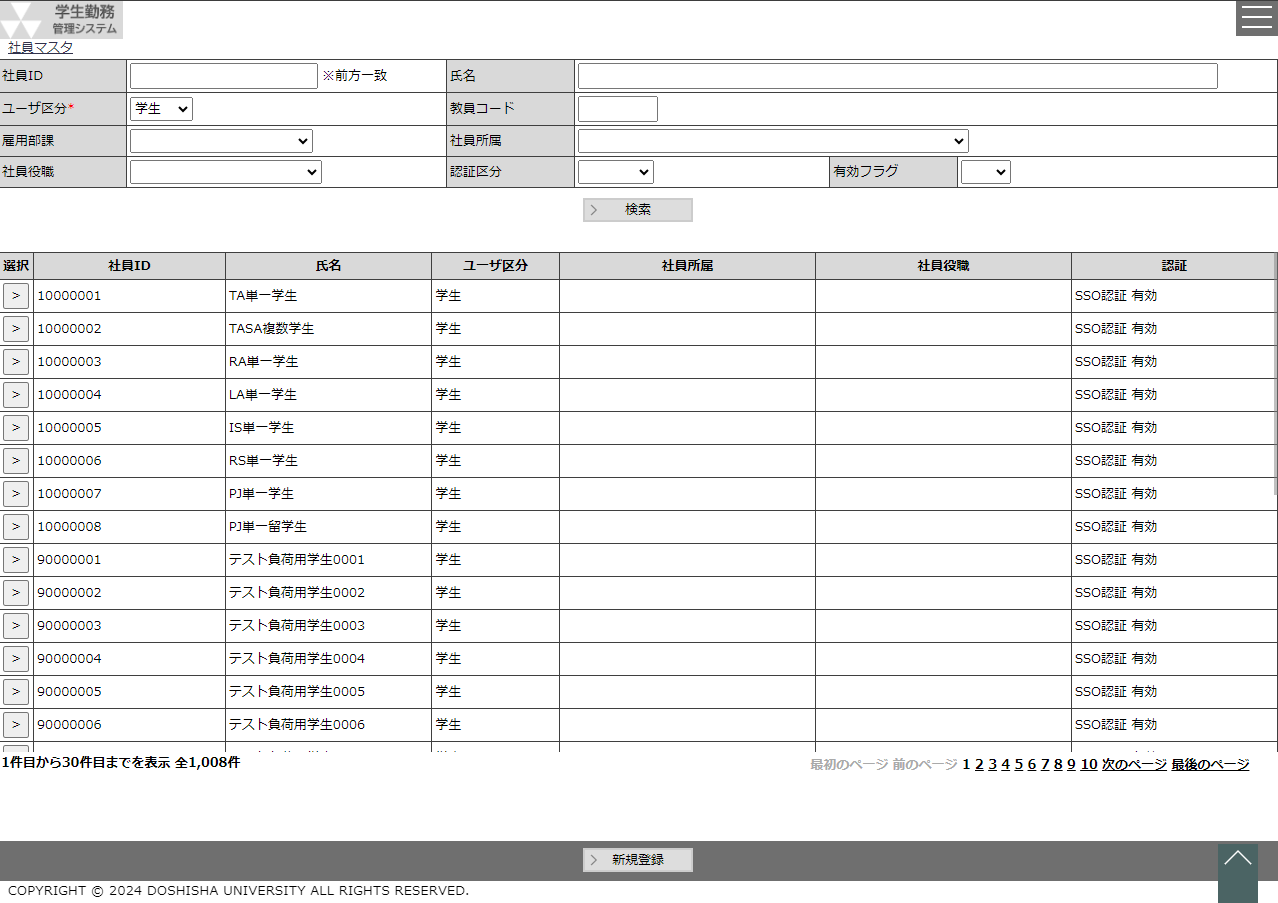 学生勤務
管理システム
社員マスタ
社員ID ※前方一致 氏名
ユーザ区分* 学生 教員コード
雇用部課 社員所属
社員役職 認証区分 有効フラグ
検索
選択 社員ID 氏名 ユーザ区分 社員所属 社員役職 認証
> 10000001 TA単一学生 学生 SSO認証 有効
> 10000002 TASA複数学生 学生 SSO認証 有効
> 10000003 RA単一学生 学生 SSO認証 有効
> 10000004 LA単一学生 学生 SSO認証 有効
> 10000005 IS単一学生 学生 SSO認証 有効
> 10000006 RS単一学生 学生 SSO認証 有効
> 10000007 PJ単一学生 学生 SSO認証 有効
> 10000008 PJ単一留学生 学生 SSO認証 有効
> 90000001 テスト負荷用学生0001 学生 SSO認証 有効
> 90000002 テスト負荷用学生0002 学生 SSO認証 有効
> 90000003 テスト負荷用学生0003 学生 SSO認証 有効
> 90000004 テスト負荷用学生0004 学生 SSO認証 有効
> 90000005 テスト負荷用学生0005 学生 SSO認証 有効
> 90000006 テスト負荷用学生0006 学生 SSO認証 有効
1件目から30件目までを表示 全1,008件 最初のページ 前のページ 1 2 3 4 5 6 7 8 9 10 次のページ 最後のページ
新規登録
COPYRIGHT © 2024 DOSHISHA UNIVERSITY ALL RIGHTS RESERVED.